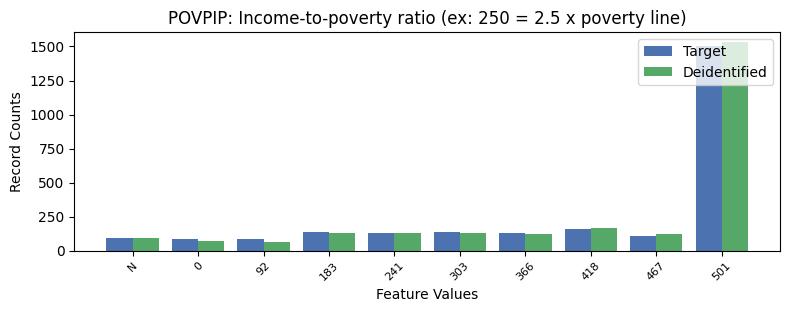 POVPIP: Income-to-poverty ratio (ex: 250 = 2.5 x poverty line)
Target
Deidentified
Record Counts
1500
1250
1000
750
500
250
0
N
0
92
183
241
303
366
418
467
501
Feature Values